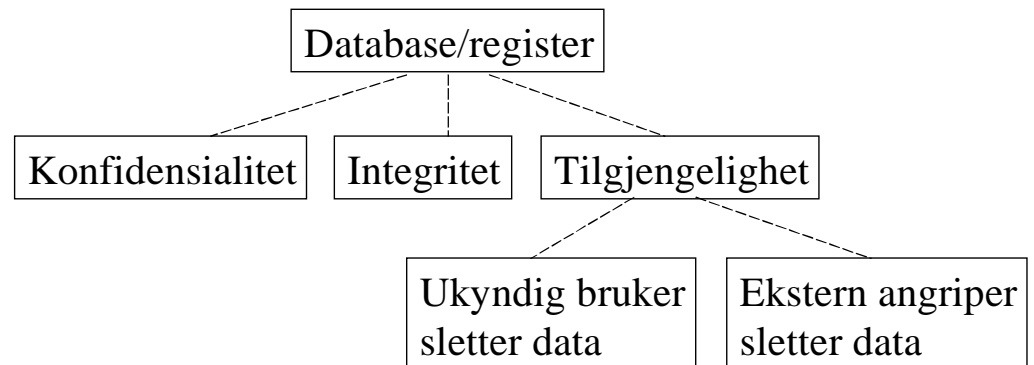 Database/register
Konfidensialitet
Integritet
Tilgjengelighet
Ukyndig bruker
sletter data
Ekstern angriper
sletter data